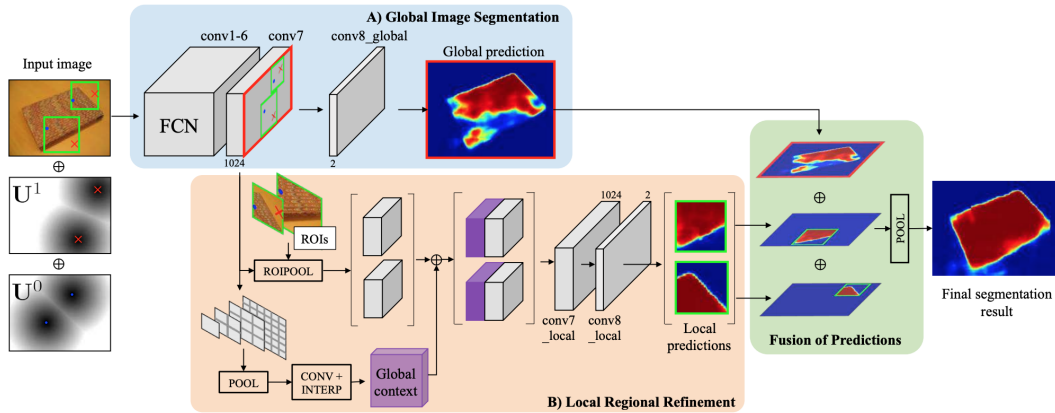 A) Global Image Segmentation
conv1-6
conv7
conv8_global
Global prediction
Input image
FCN
1024
2
U¹
U⁰
ROIs
ROIPOOL
1024
2
conv7
_local
conv8
_local
Local
predictions
POOL
CONV +
INTERP
Global
context
B) Local Regional Refinement
POOL
Fusion of Predictions
Final segmentation
result